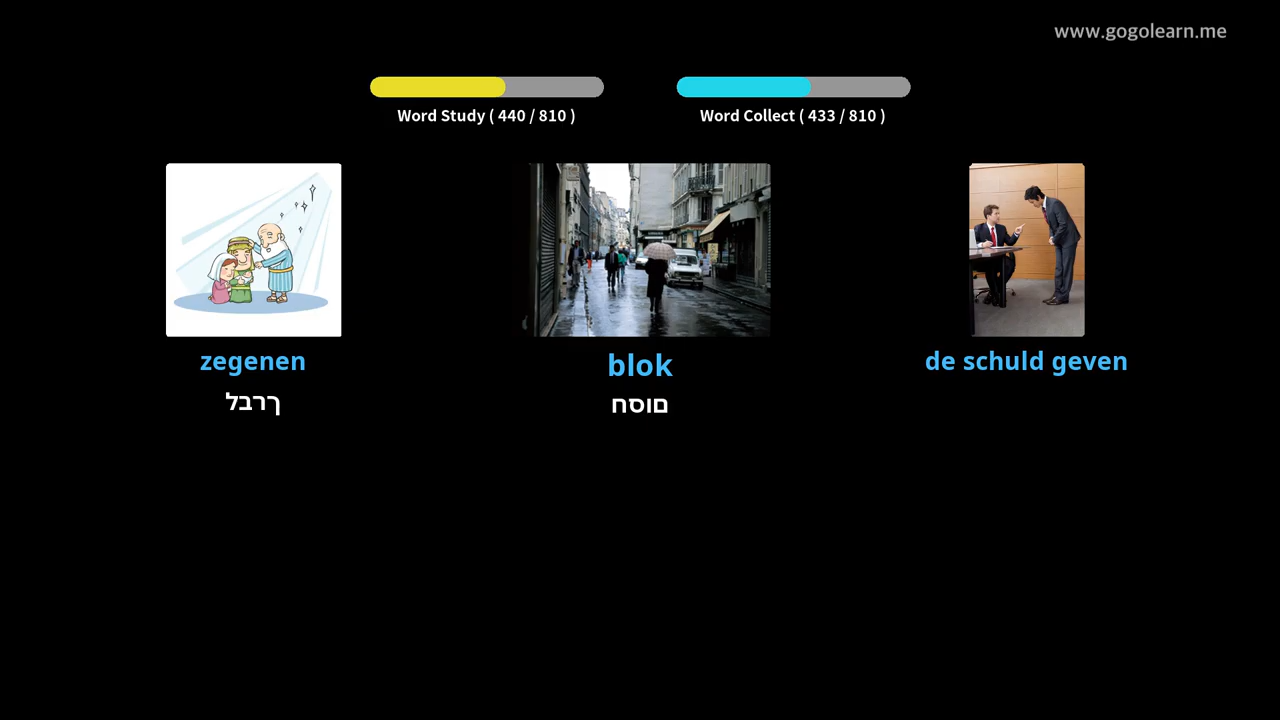 www.gogolearn.me
Word Study ( 440 / 810 )
Word Collect ( 433 / 810 )
zegenen
ךרבל
blok
םוסח
de schuld geven